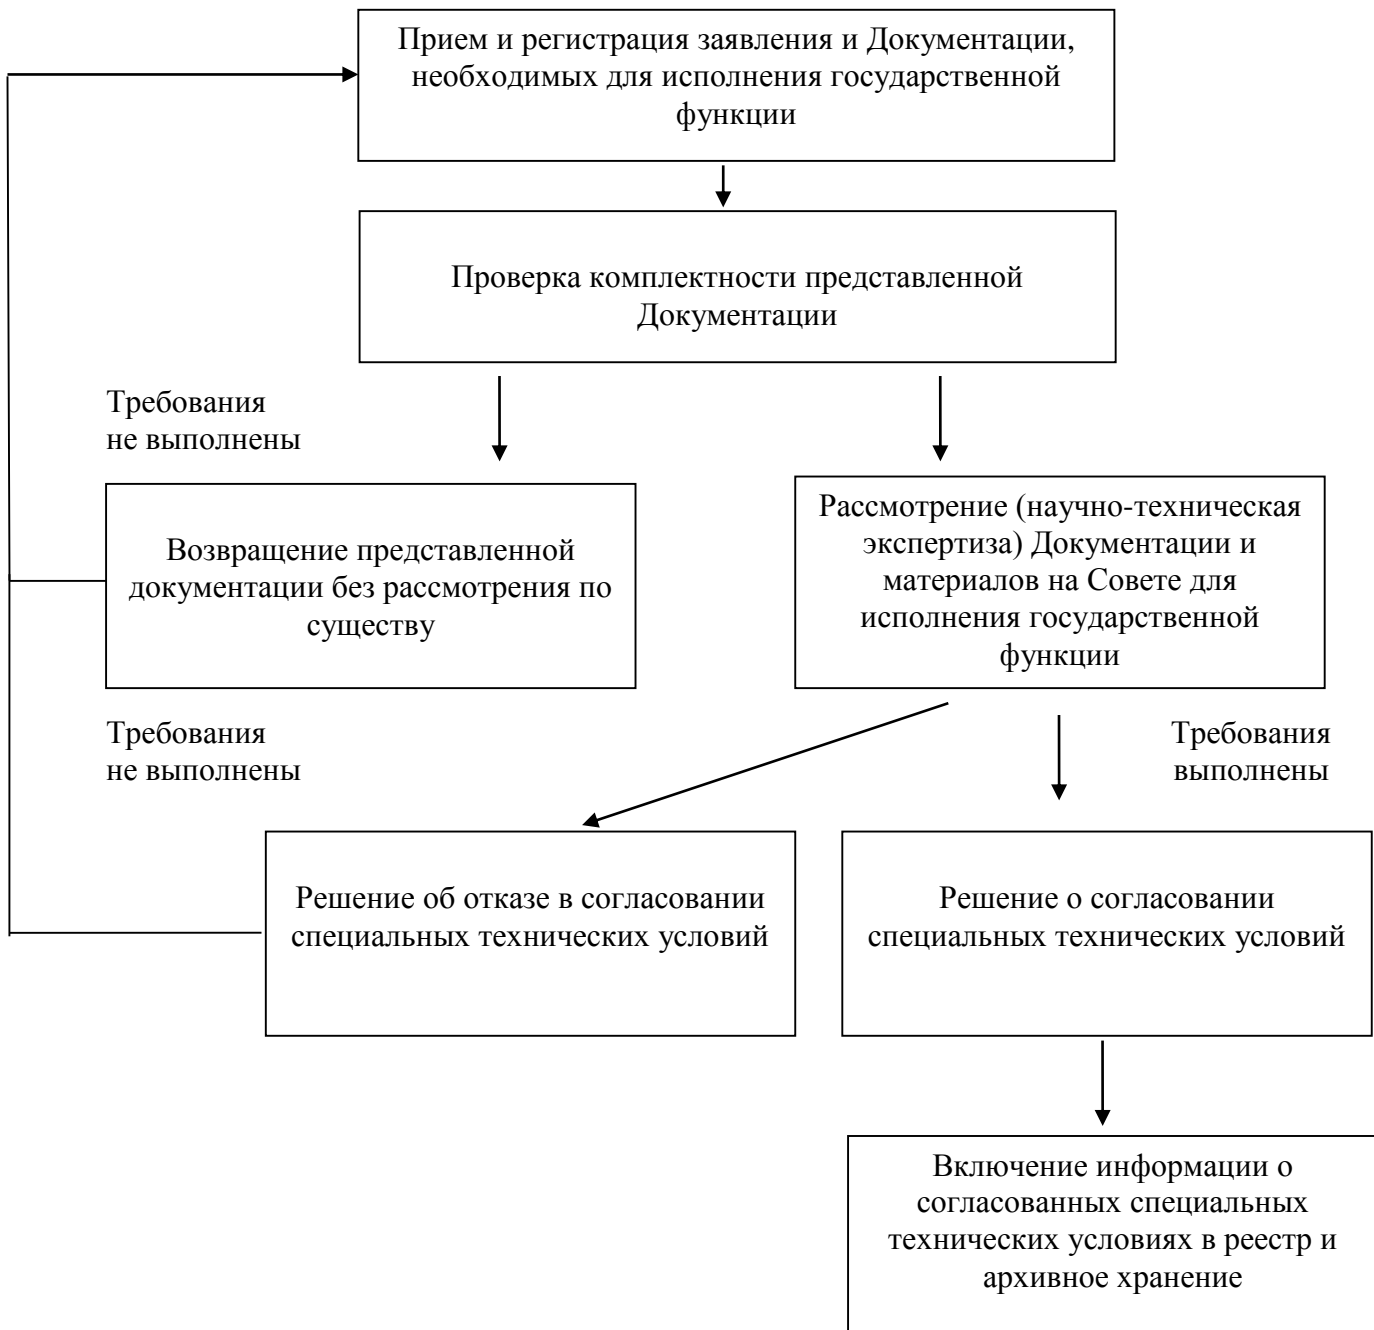 Прием и регистрация заявления и Документации,
необходимых для исполнения государственной
функции
Проверка комплектности представленной
Документации
Требования
не выполнены
Возвращение представленной
документации без рассмотрения по
существу
Рассмотрение (научно-техническая
экспертиза) Документации и
материалов на Совете для
исполнения государственной
функции
Требования
не выполнены
Требования
выполнены
Решение об отказе в согласовании
специальных технических условий
Решение о согласовании
специальных технических условий
Включение информации о
согласованных специальных
технических условиях в реестр и
архивное хранение